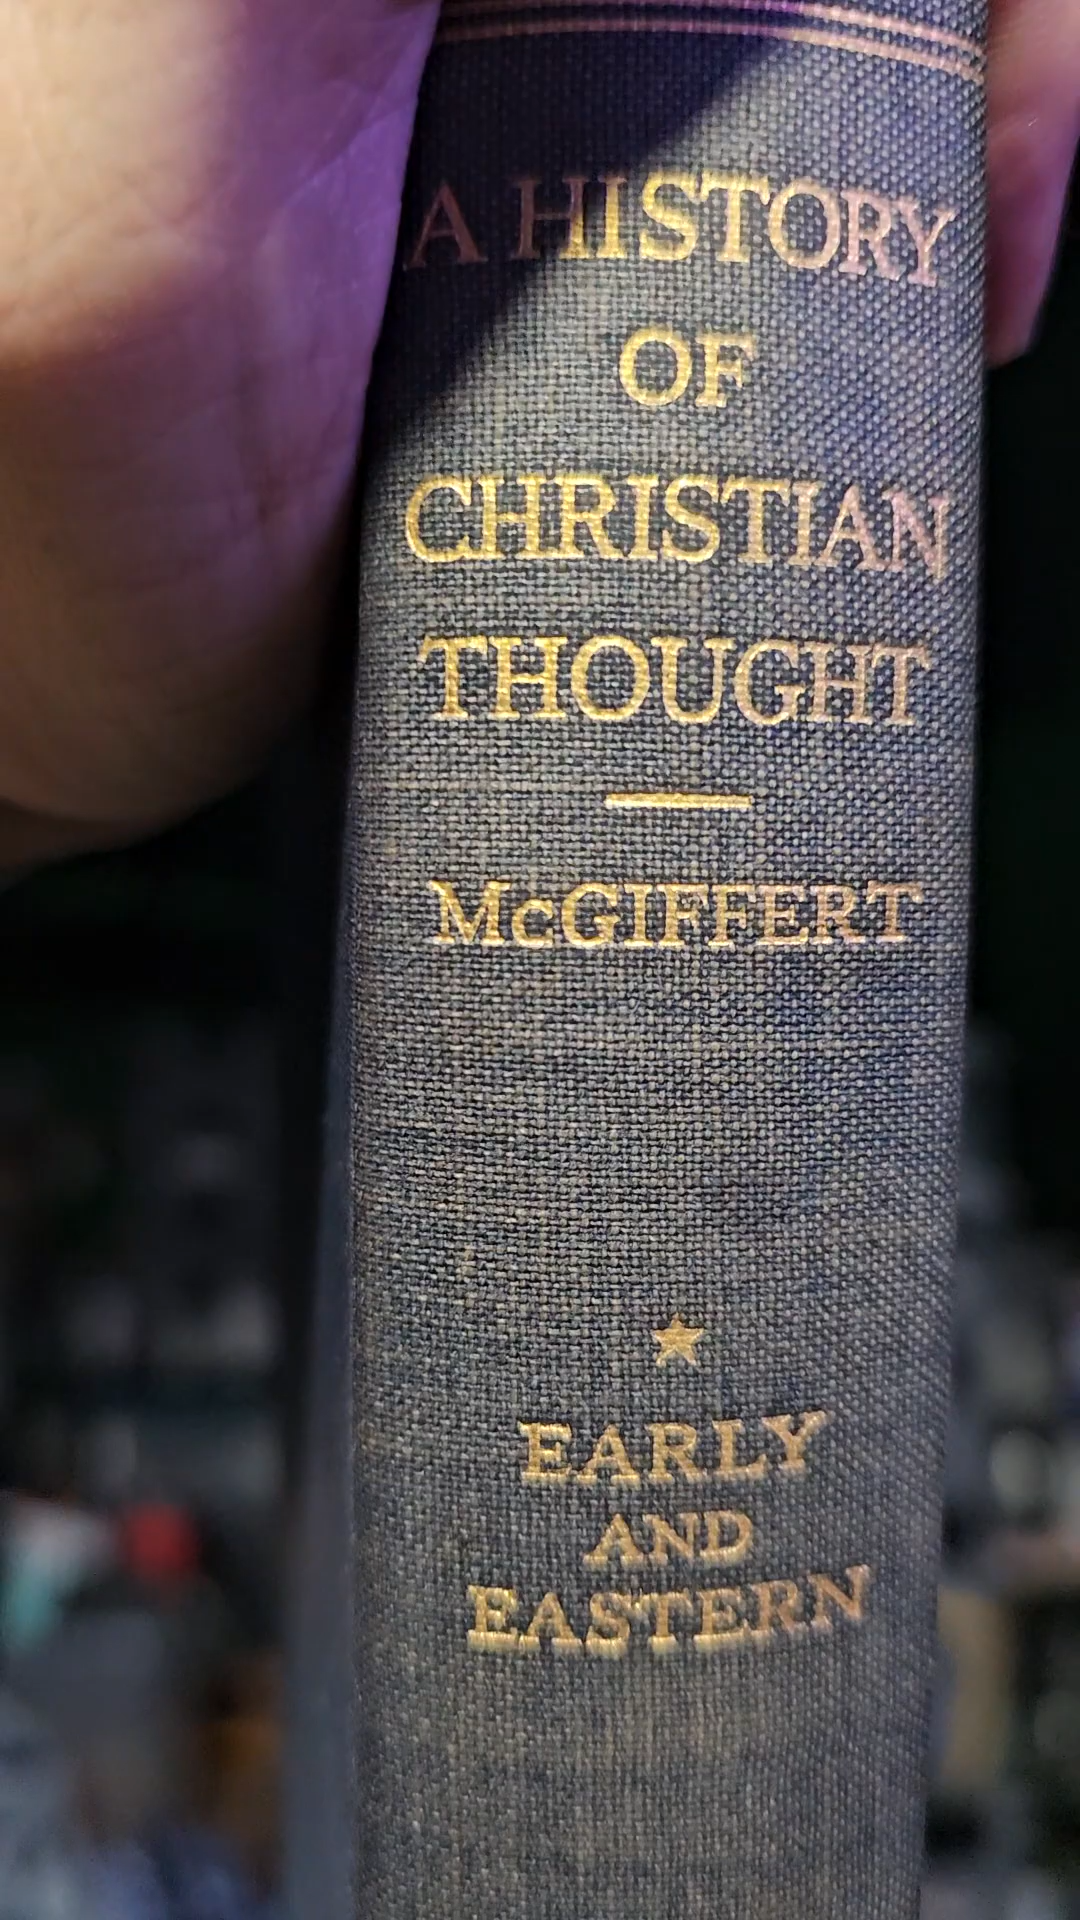 A HISTORY
OF
CHRISTIAN
THOUGHT
McGIFFERT
EARLY
AND
EASTERN